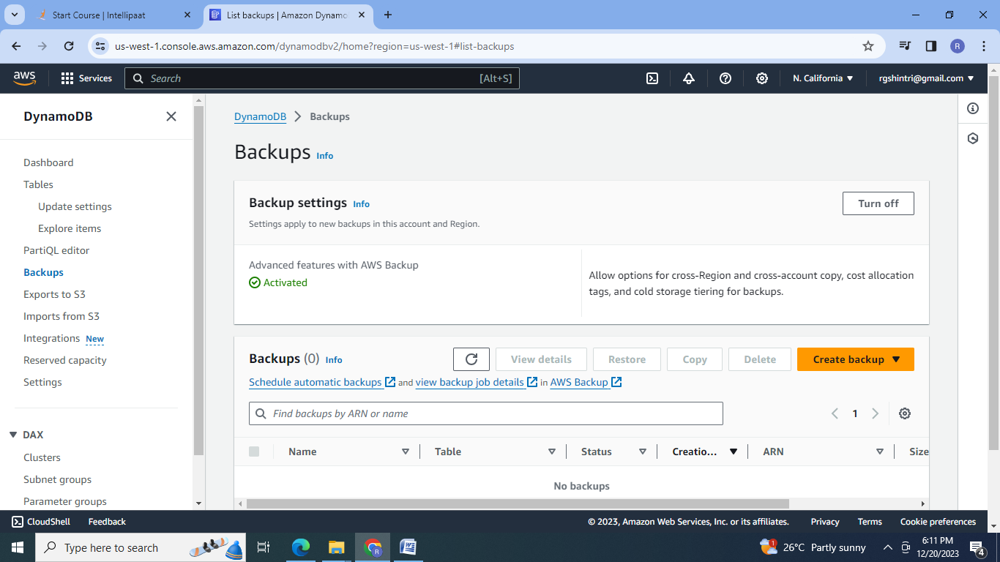 Start Course | Intellipaat
List backups | Amazon Dynamo
us-west-1.console.aws.amazon.com/dynamodbv2/home?region=us-west-1#list-backups
R
aws
Services
Search
[Alt+S]
N. California
rgshintri@gmail.com
DynamoDB
Dashboard
Tables
Update settings
Explore items
PartiQL editor
Backups
Exports to S3
Imports from S3
Integrations New
Reserved capacity
Settings
DAX
Clusters
Subnet groups
Parameter groups
DynamoDB > Backups
Backups Info
Backup settings Info
Turn off
Settings apply to new backups in this account and Region.
Advanced features with AWS Backup
Activated
Allow options for cross-Region and cross-account copy, cost allocation
tags, and cold storage tiering for backups.
Backups (0) Info
View details
Restore
Copy
Delete
Create backup
Schedule automatic backups and view backup job details in AWS Backup
Find backups by ARN or name
1
Name
Table
Status
Creatio...
ARN
Size
No backups
CloudShell
Feedback
© 2023, Amazon Web Services, Inc. or its affiliates.
Privacy
Terms
Cookie preferences
Type here to search
R
1
26°C Partly sunny
6:11 PM
12/20/2023
4